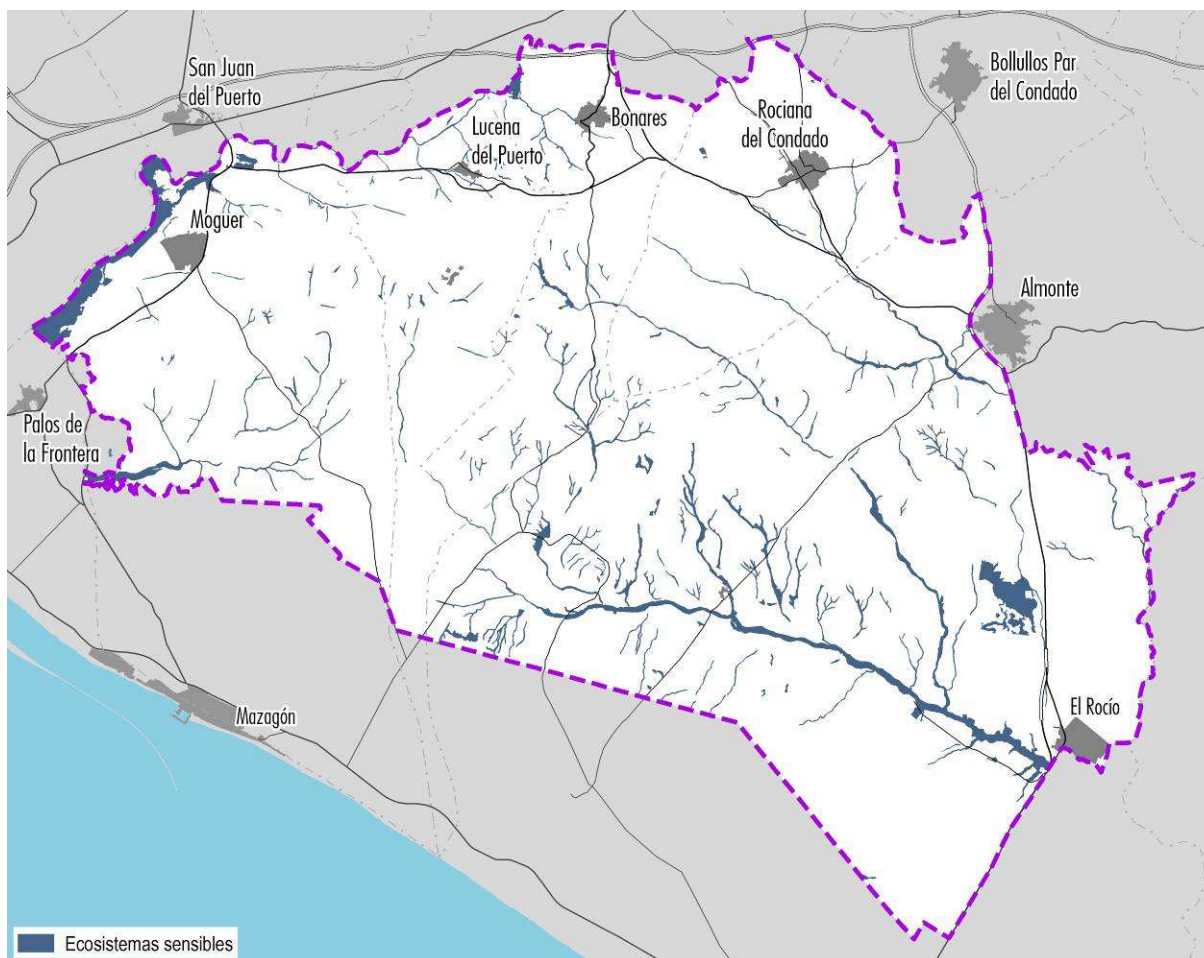 San Juan
del Puerto
Bollullos Par
del Condado
Lucena
del Puerto
Bonares
Rociana
del Condado
Moguer
Almonte
Palos de
la Frontera
Mazagón
El Rocío
Ecosistemas sensibles